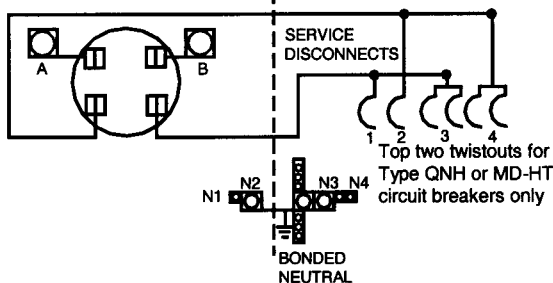 SERVICE
DISCONNECTS
A
B
1 2 3 4
Top two twistouts for
Type QNH or MD-HT
circuit breakers only
N1 N2 N3 N4
BONDED
NEUTRAL